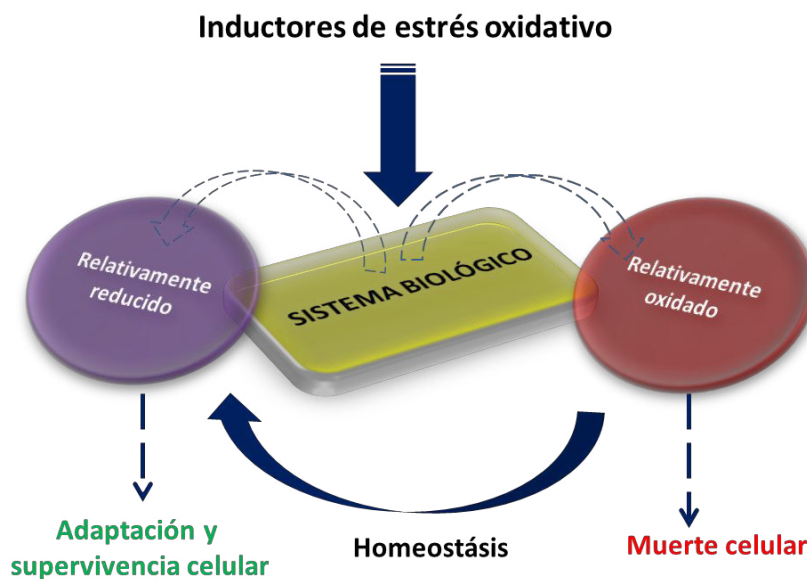 Inductores de estrés oxidativo
Relativamente
reducido
SISTEMA BIOLÓGICO
Relativamente
oxidado
Adaptación y
supervivencia celular
Homeostásis
Muerte celular